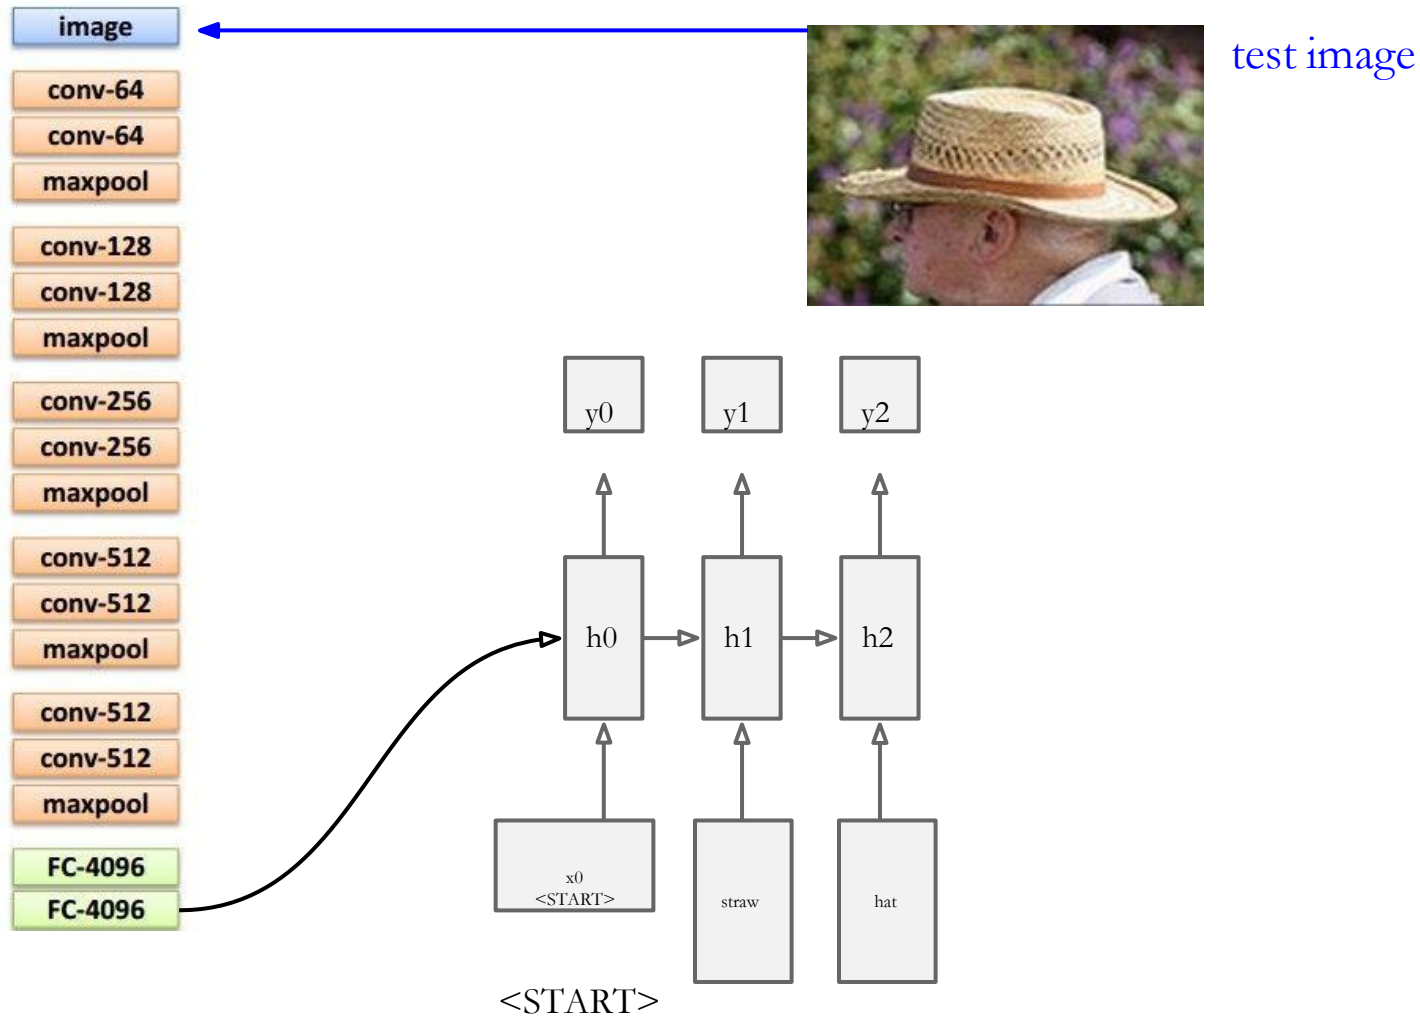 image
conv-64
conv-64
maxpool
conv-128
conv-128
maxpool
conv-256
conv-256
maxpool
conv-512
conv-512
maxpool
conv-512
conv-512
maxpool
FC-4096
FC-4096
test image
y0
y1
y2
h0
h1
h2
x0
<START>
straw
hat
<START>